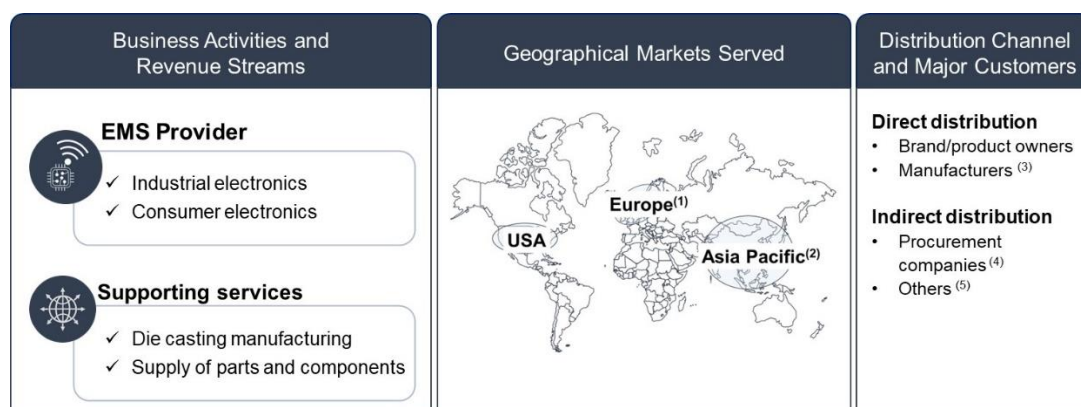 Business Activities and
Revenue Streams
EMS Provider
✓ Industrial electronics
✓ Consumer electronics
Supporting services
✓ Die casting manufacturing
✓ Supply of parts and components
Geographical Markets Served
Europe(1)
USA
Asia Pacific(2)
Distribution Channel
and Major Customers
Direct distribution
• Brand/product owners
• Manufacturers (3)
Indirect distribution
• Procurement
companies (4)
• Others (5)